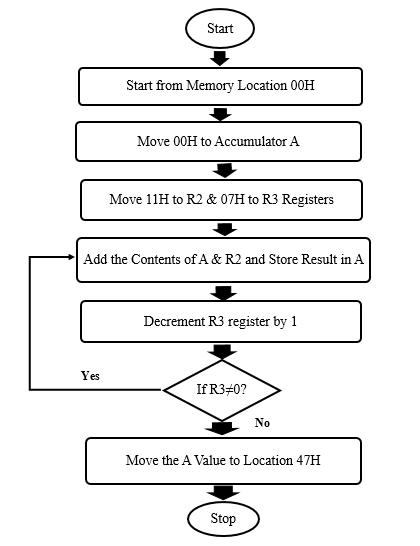 Start
Start from Memory Location 00H
Move 00H to Accumulator A
Move 11H to R2 & 07H to R3 Registers
Add the Contents of A & R2 and Store Result in A
Decrement R3 register by 1
Yes
If R3≠0?
No
Move the A Value to Location 47H
Stop